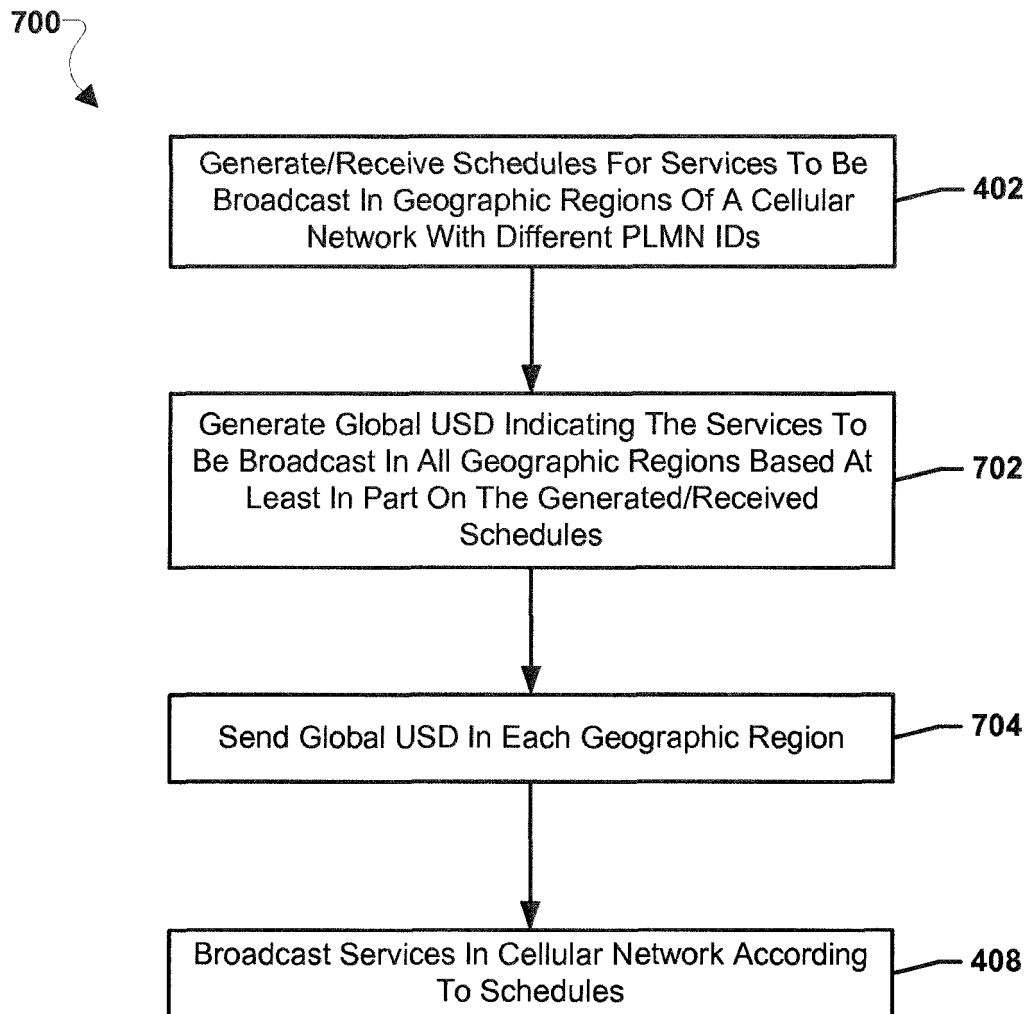 700
Generate/Receive Schedules For Services To Be
Broadcast In Geographic Regions Of A Cellular
Network With Different PLMN IDs
402
Generate Global USD Indicating The Services To
Be Broadcast In All Geographic Regions Based At
Least In Part On The Generated/Received
Schedules
702
Send Global USD In Each Geographic Region
704
Broadcast Services In Cellular Network According
To Schedules
408